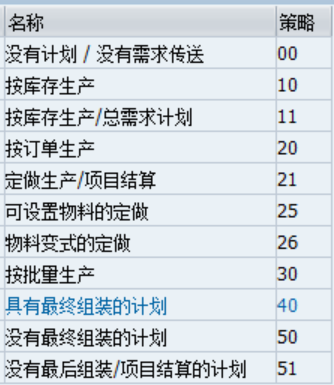 名称 策略
没有计划 / 没有需求传送 00
按库存生产 10
按库存生产/总需求计划 11
按订单生产 20
定做生产/项目结算 21
可设置物料的定做 25
物料变式的定做 26
按批量生产 30
具有最终组装的计划 40
没有最终组装的计划 50
没有最后组装/项目结算的计划 51